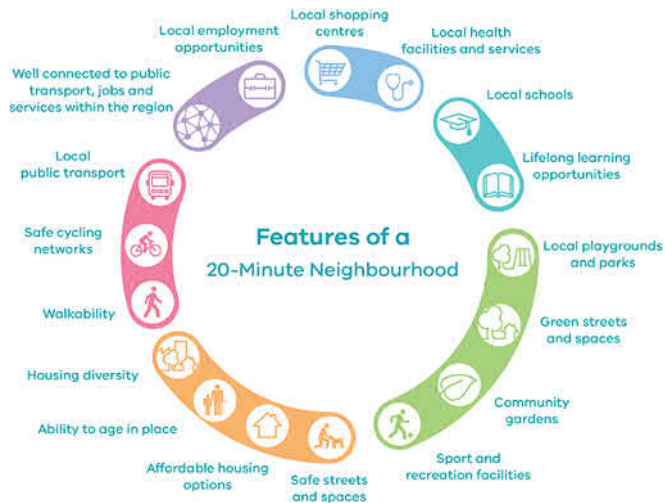 Features of a
20-Minute Neighbourhood
Local shopping
centres
Local health
facilities and services
Local schools
Lifelong learning
opportunities
Local playgrounds
and parks
Green streets
and spaces
Community
gardens
Sport and
recreation facilities
Safe streets
and spaces
Affordable housing
options
Ability to age in place
Housing diversity
Walkability
Safe cycling
networks
Local
public transport
Well connected to public
transport, jobs and
services within the region
Local employment
opportunities